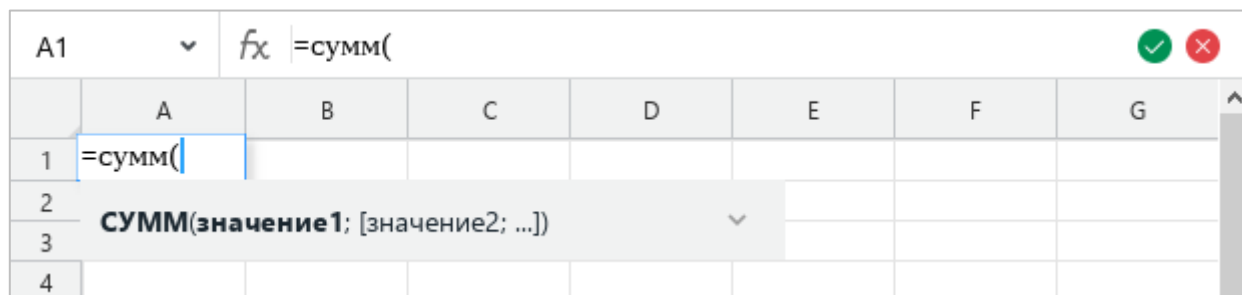 A1 fx =сумм(
A B C D E F G
1 =сумм(
2
СУММ(значение1; [значение2; ...])
3
4